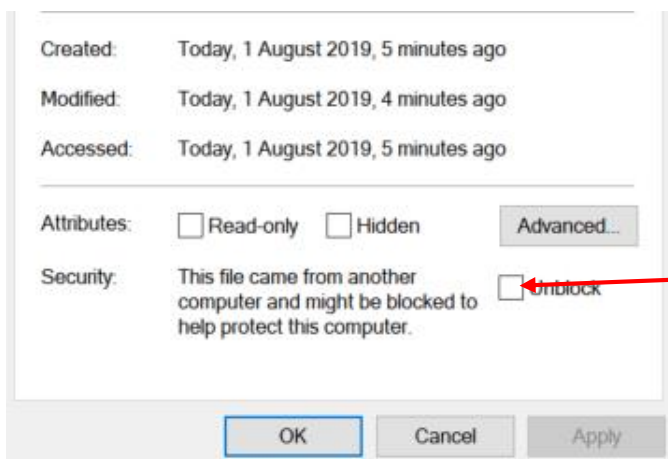 Created: Today, 1 August 2019, 5 minutes ago
Modified: Today, 1 August 2019, 4 minutes ago
Accessed: Today, 1 August 2019, 5 minutes ago
Attributes: Read-only Hidden Advanced...
Security: This file came from another
computer and might be blocked to Unblock
help protect this computer.
OK Cancel Apply